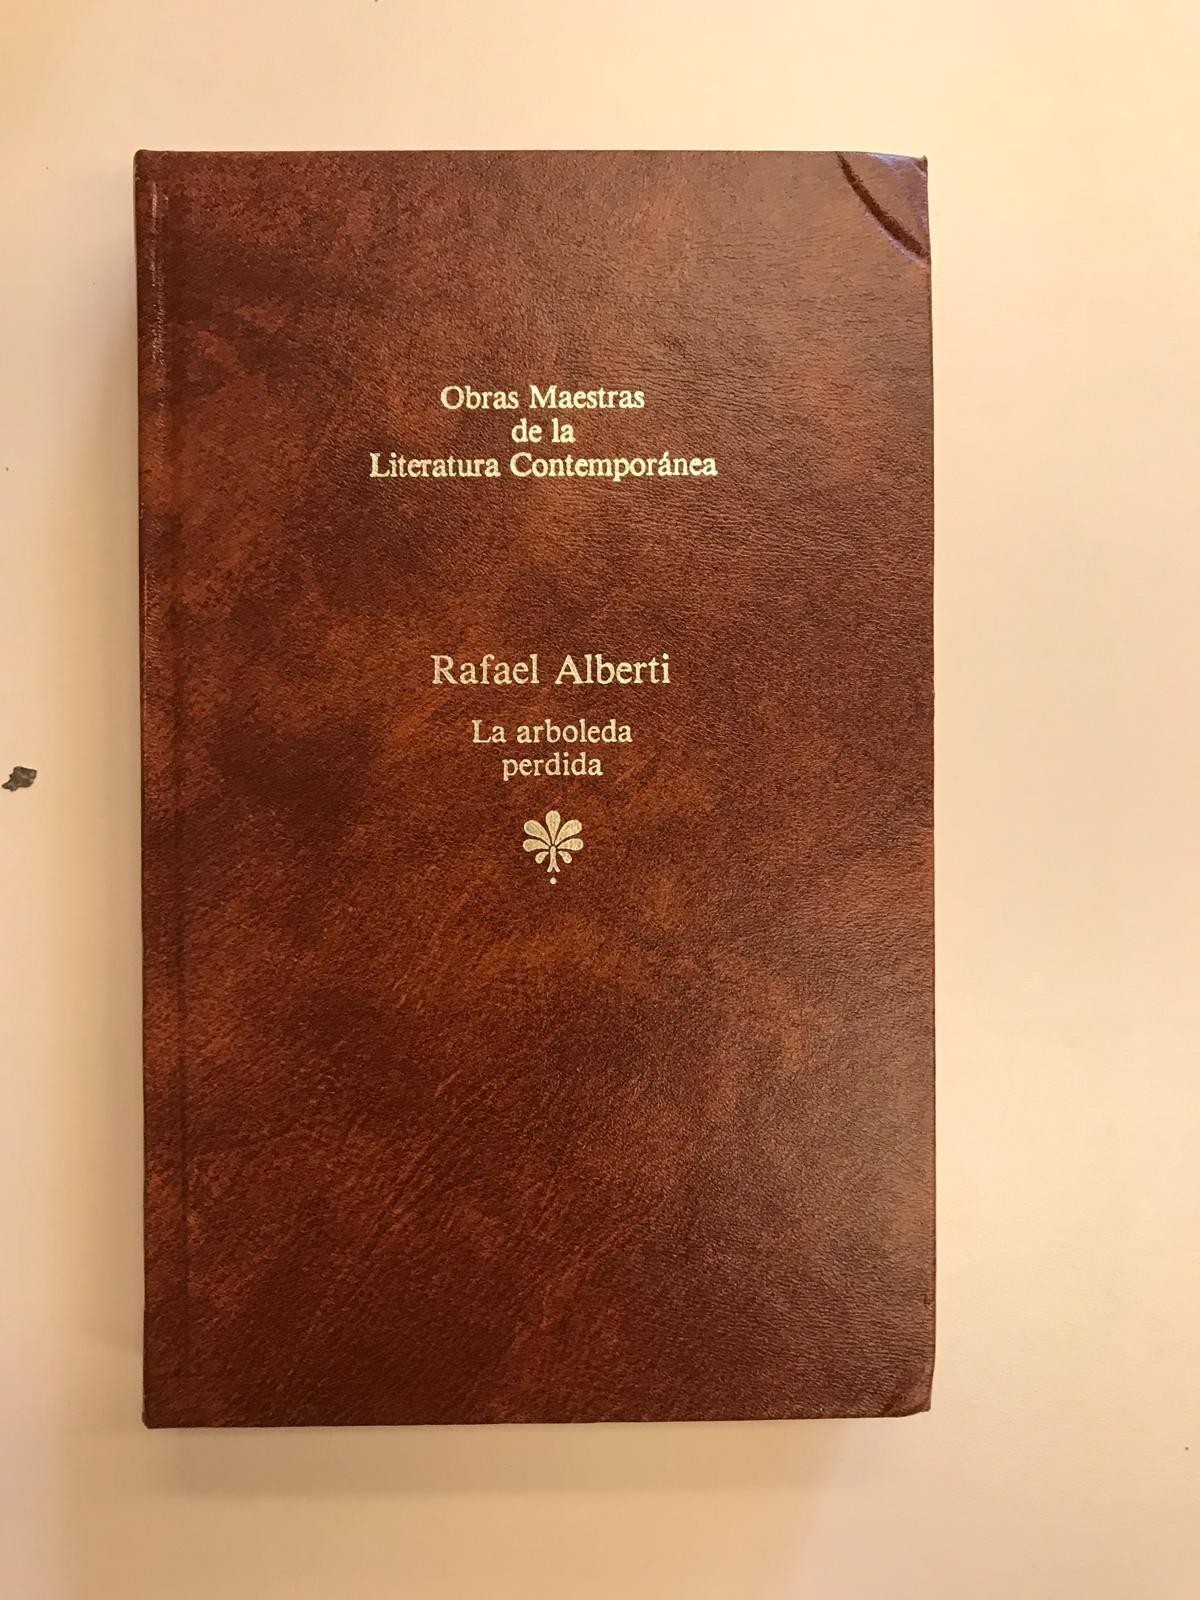 Obras Maestras
de la
Literatura Contemporánea
Rafael Alberti
La arboleda
perdida